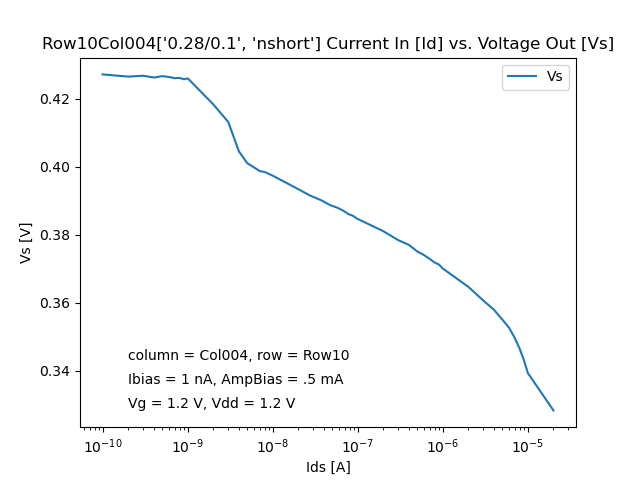 Row10Col004['0.28/0.1', 'nshort'] Current In [Id] vs. Voltage Out [Vs]
Vs
0.42
0.40
0.38
0.36
0.34
Vs [V]
column = Col004, row = Row10
Ibias = 1 nA, AmpBias = .5 mA
Vg = 1.2 V, Vdd = 1.2 V
10⁻¹⁰ 10⁻⁹ 10⁻⁸ 10⁻⁷ 10⁻⁶ 10⁻⁵
Ids [A]